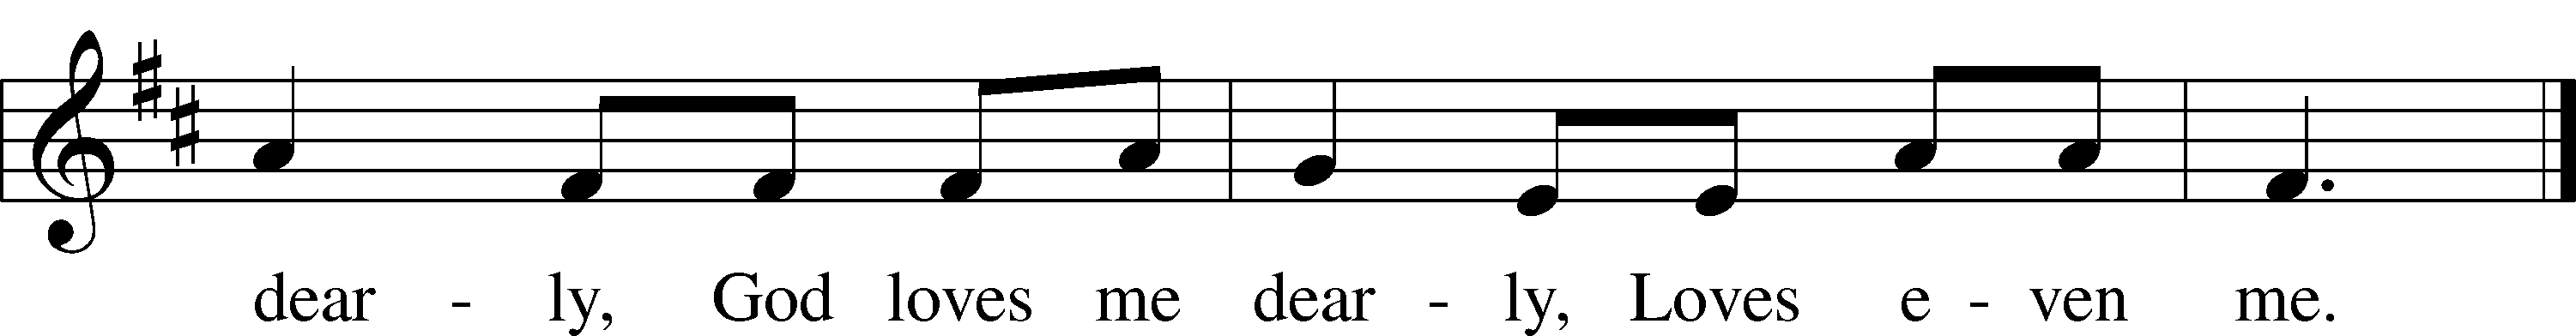 dear - ly, God loves me dear - ly, Loves e - ven me.